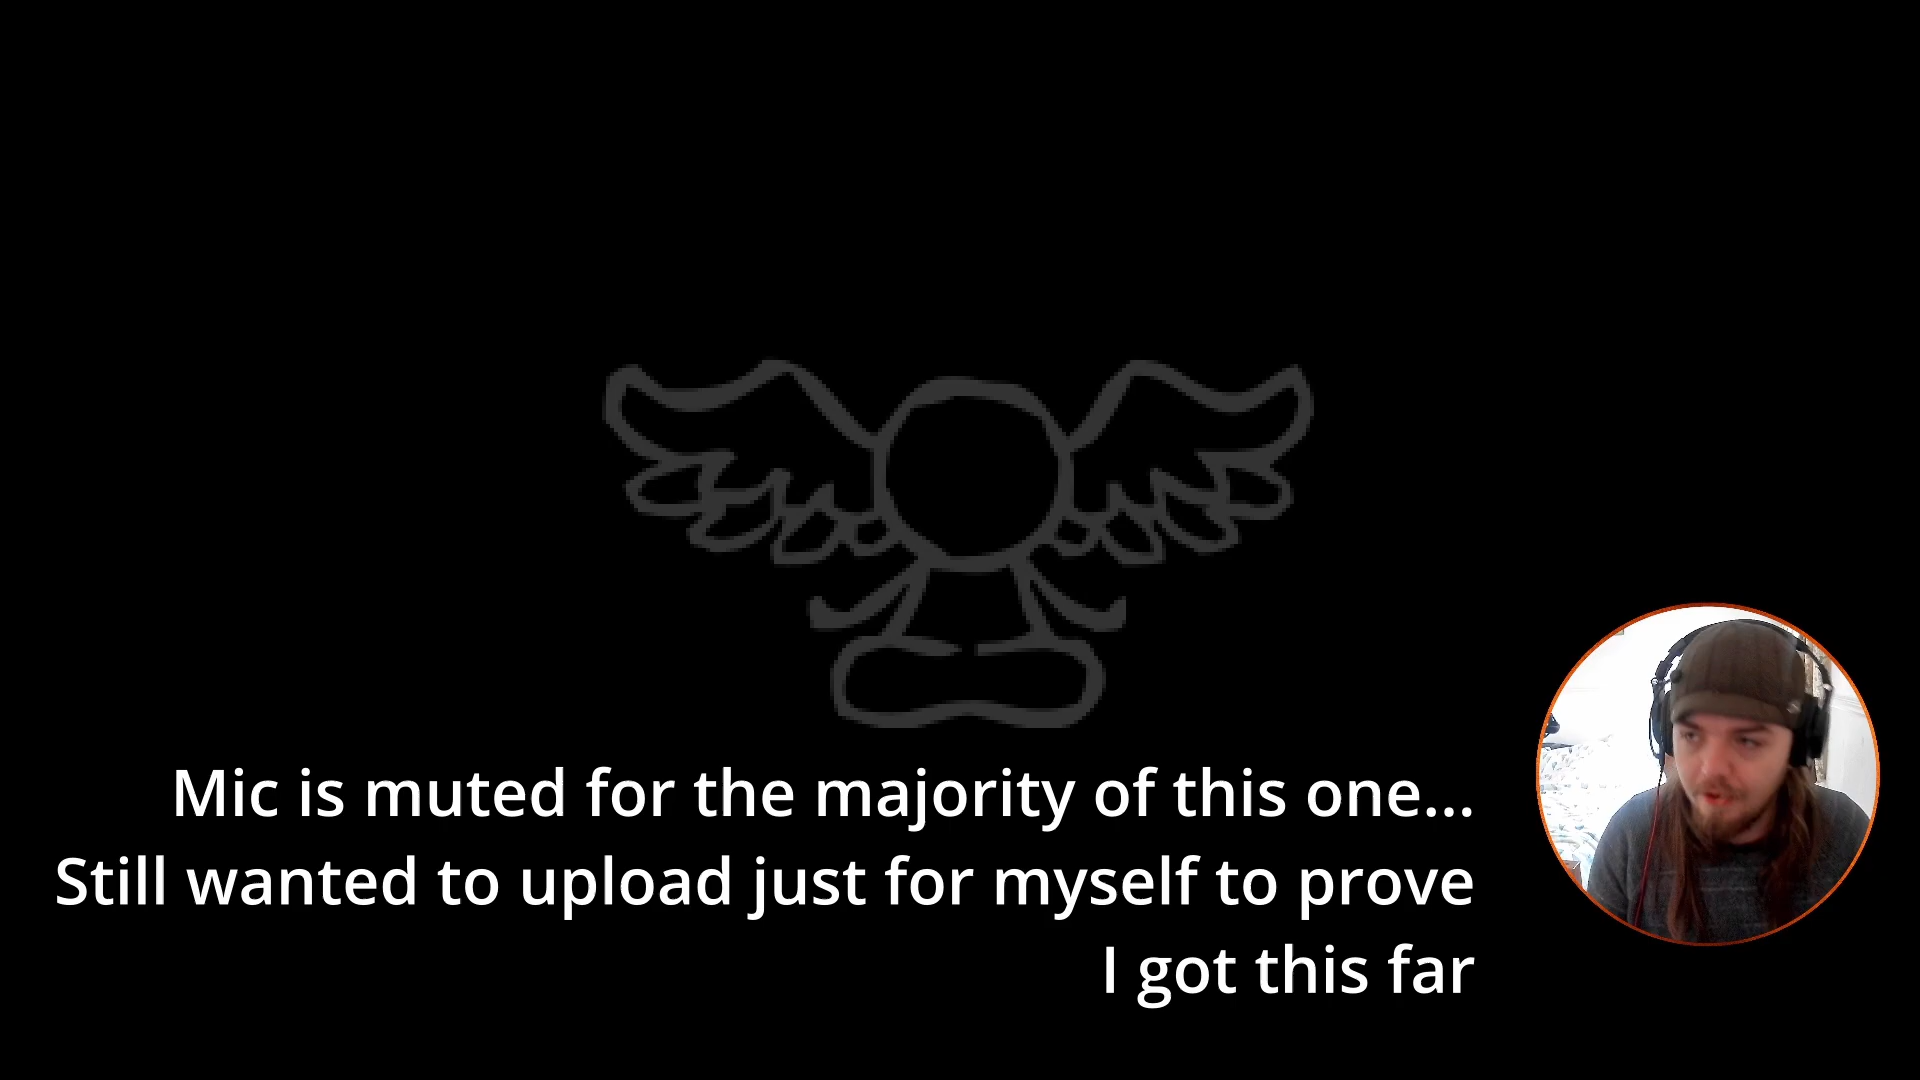 Mic is muted for the majority of this one...
Still wanted to upload just for myself to prove
I got this far